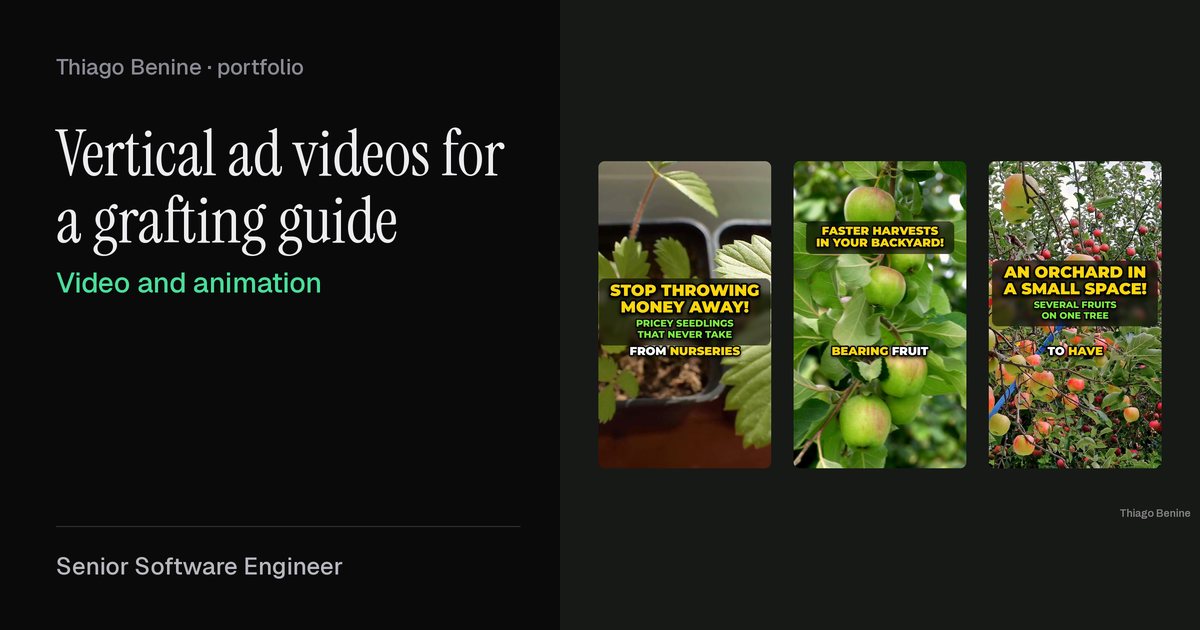 Thiago Benine · portfolio
Vertical ad videos for
a grafting guide
Video and animation
Senior Software Engineer
STOP THROWING
MONEY AWAY!
PRICEY SEEDLINGS
THAT NEVER TAKE
FROM NURSERIES
FASTER HARVESTS
IN YOUR BACKYARD!
BEARING FRUIT
AN ORCHARD IN
A SMALL SPACE!
SEVERAL FRUITS
ON ONE TREE
TO HAVE
Thiago Benine